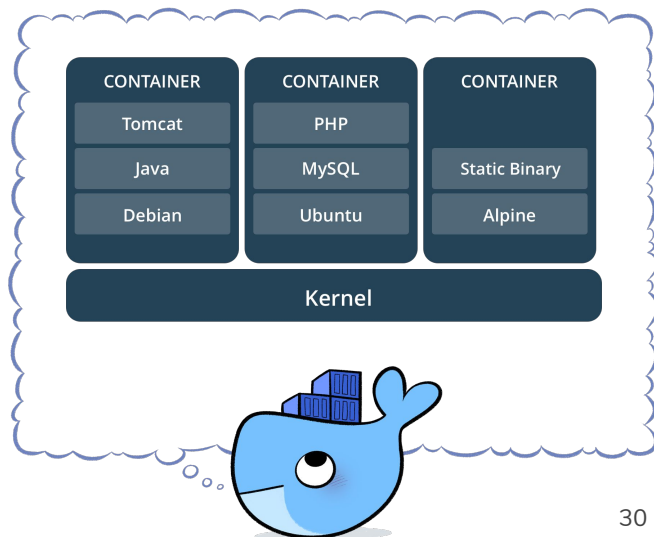 CONTAINER
Tomcat
Java
Debian
CONTAINER
PHP
MySQL
Ubuntu
CONTAINER
Static Binary
Alpine
Kernel
30